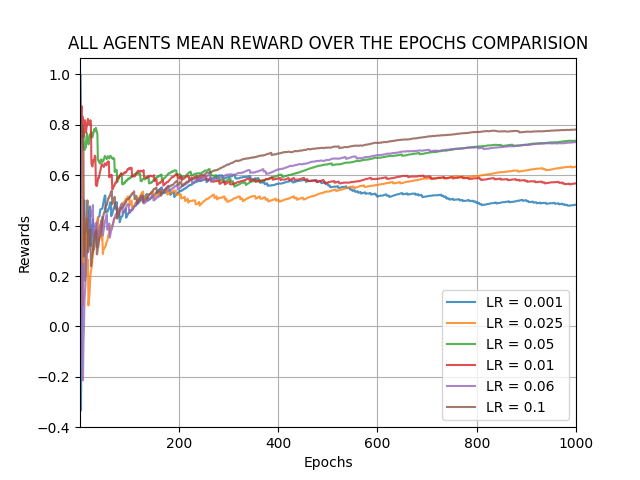 ALL AGENTS MEAN REWARD OVER THE EPOCHS COMPARISION
1.0
0.8
0.6
0.4
0.2
0.0
−0.2
−0.4
Rewards
200
400
600
800
1000
Epochs
LR = 0.001
LR = 0.025
LR = 0.05
LR = 0.01
LR = 0.06
LR = 0.1